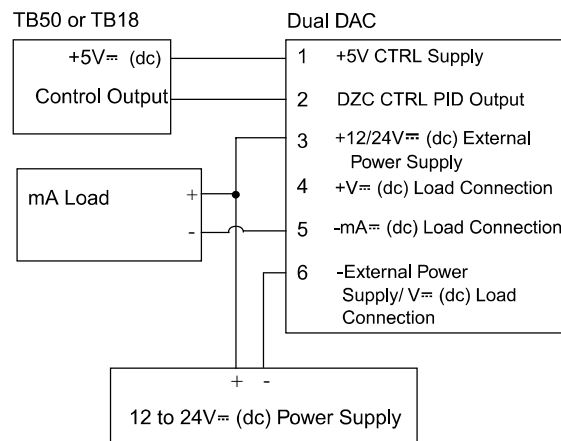 TB50 or TB18
Dual DAC
+5V⎓ (dc)
Control Output
1 +5V CTRL Supply
2 DZC CTRL PID Output
3 +12/24V⎓ (dc) External
Power Supply
4 +V⎓ (dc) Load Connection
5 -mA⎓ (dc) Load Connection
6 -External Power
Supply/ V⎓ (dc) Load
Connection
mA Load
+
-
+ -
12 to 24V⎓ (dc) Power Supply